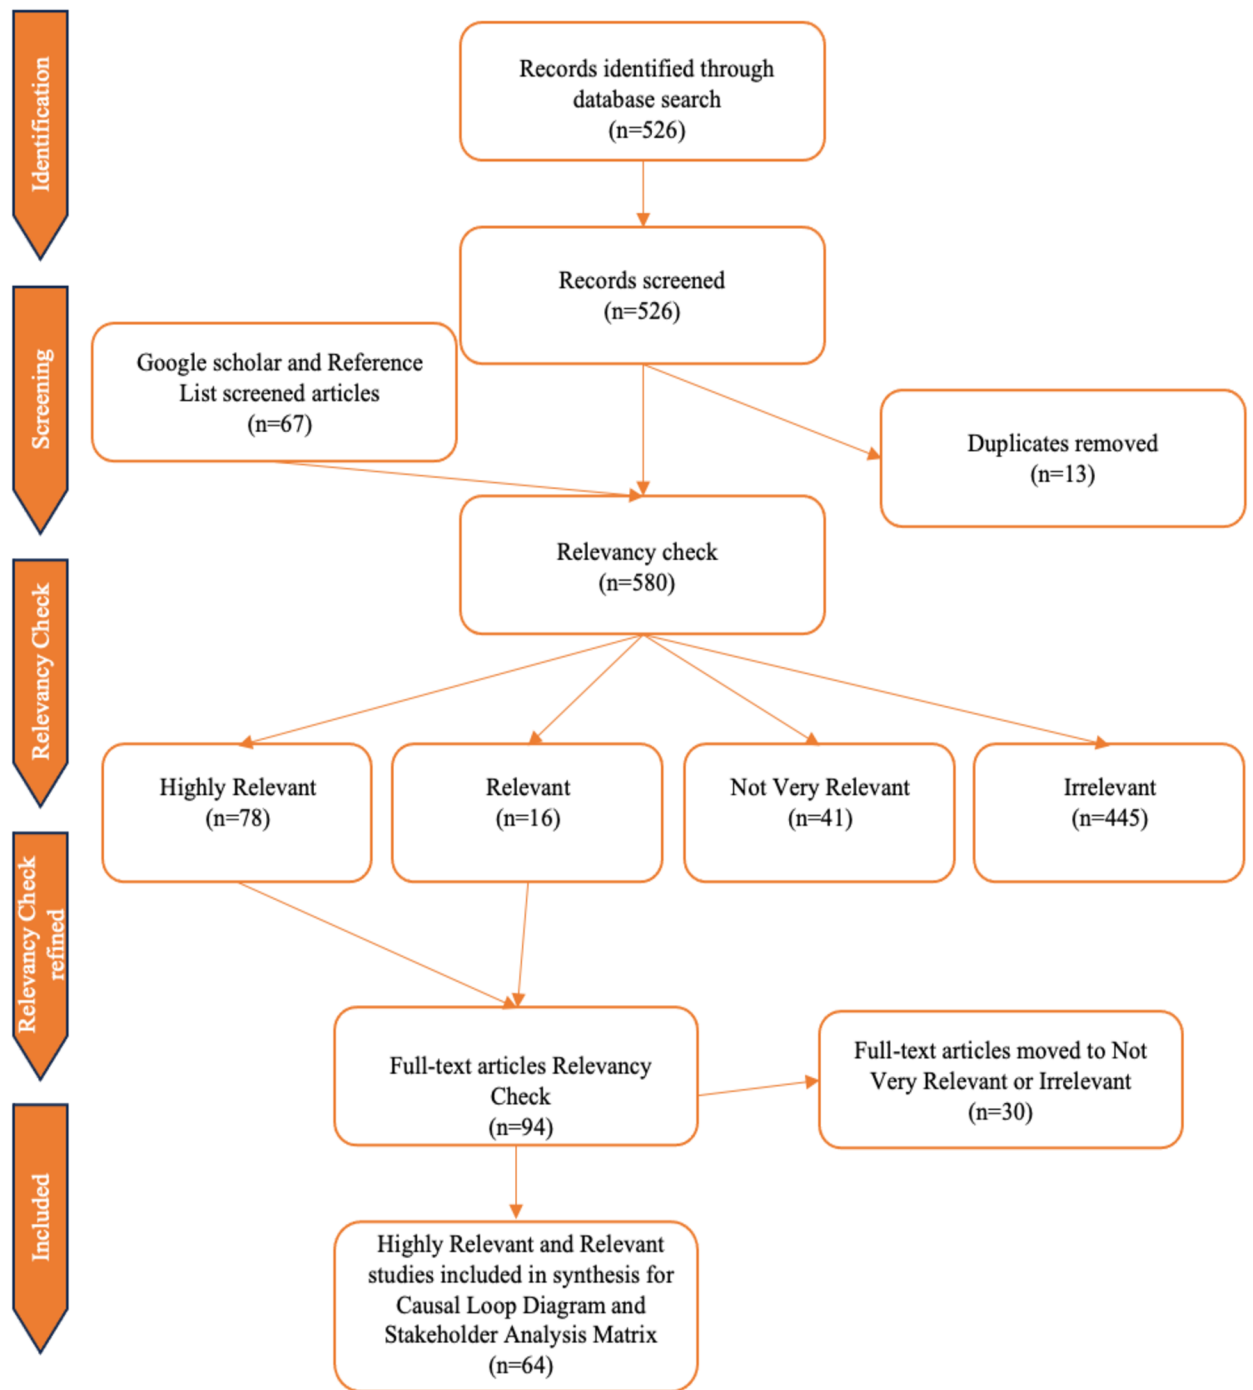 Identification
Records identified through
database search
(n=526)
Screening
Records screened
(n=526)
Google scholar and Reference
List screened articles
(n=67)
Duplicates removed
(n=13)
Relevancy Check
Relevancy check
(n=580)
Highly Relevant
(n=78)
Relevant
(n=16)
Not Very Relevant
(n=41)
Irrelevant
(n=445)
Relevancy Check
refined
Full-text articles Relevancy
Check
(n=94)
Full-text articles moved to Not
Very Relevant or Irrelevant
(n=30)
Included
Highly Relevant and Relevant
studies included in synthesis for
Causal Loop Diagram and
Stakeholder Analysis Matrix
(n=64)